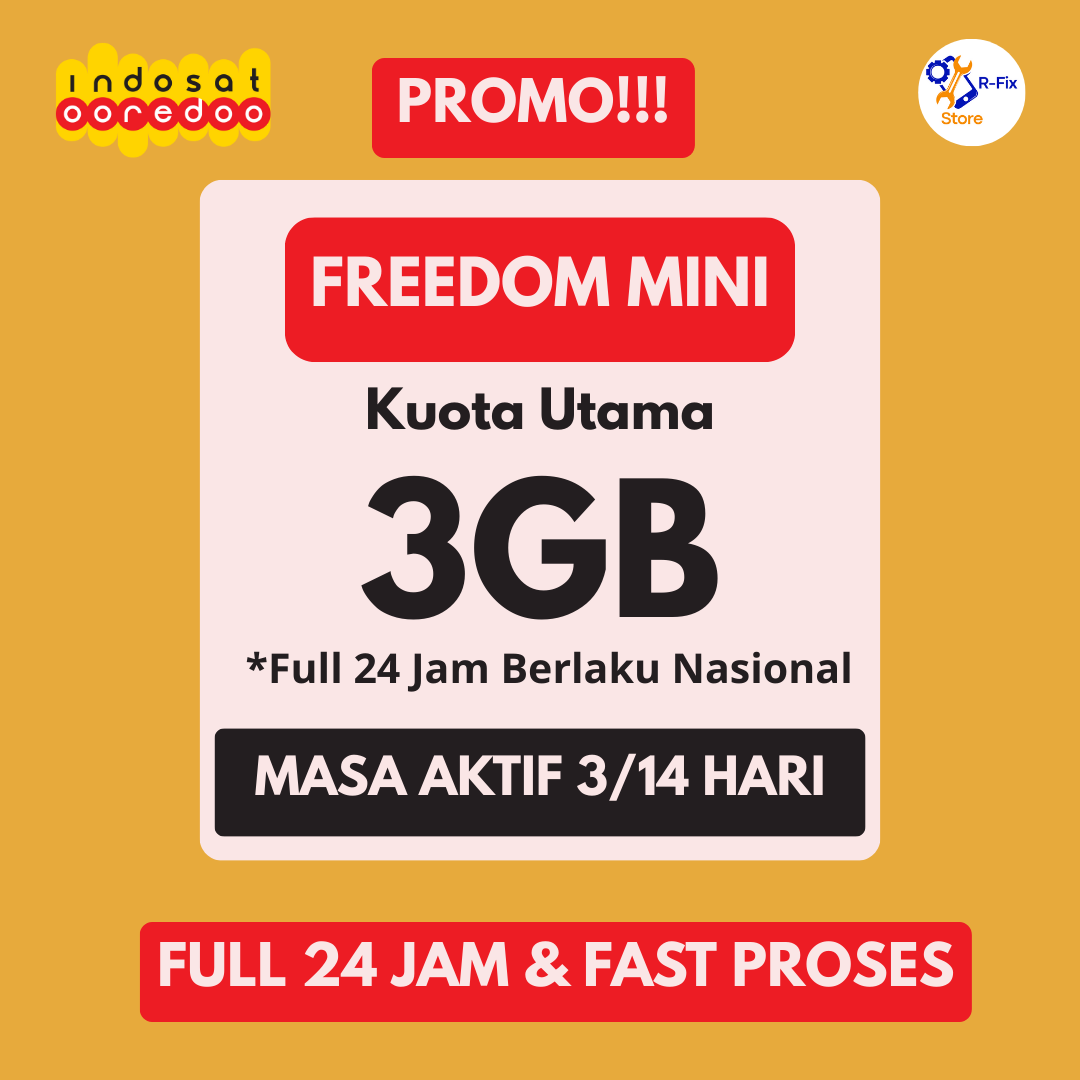 indosat
ooredoo
PROMO!!!
R-Fix
Store
FREEDOM MINI
Kuota Utama
3GB
*Full 24 Jam Berlaku Nasional
MASA AKTIF 3/14 HARI
FULL 24 JAM & FAST PROSES